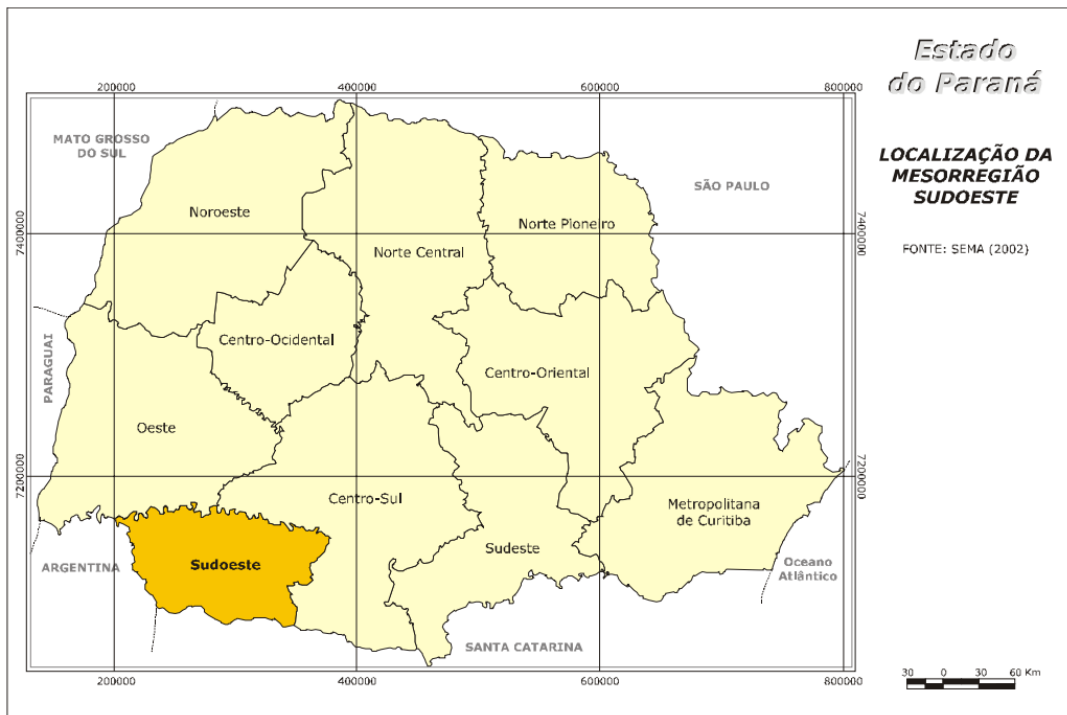 Estado
do Paraná
LOCALIZAÇÃO DA
MESORREGIÃO
SUDOESTE
FONTE: SEMA (2002)
200000
400000
600000
800000
MATO GROSSO
DO SUL
SÃO PAULO
Noroeste
Norte Pioneiro
7400000
7400000
Norte Central
Centro-Ocidental
PARAGUAI
Centro-Oriental
Oeste
7200000
7200000
Centro-Sul
Metropolitana
de Curitiba
Sudeste
Sudoeste
ARGENTINA
Oceano
Atlântico
SANTA CATARINA
200000
400000
600000
800000
30 0 30 60 Km